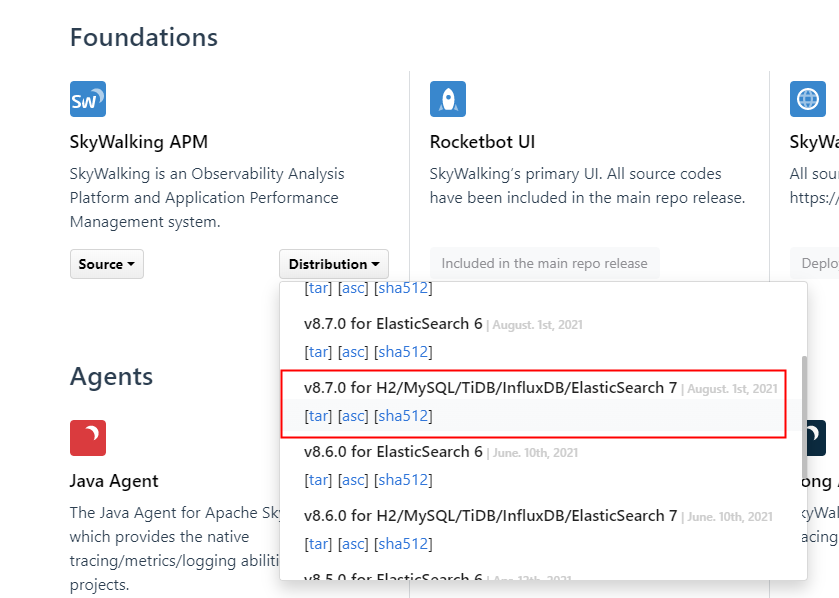 Foundations
SW
SkyWalking APM
SkyWalking is an Observability Analysis
Platform and Application Performance
Management system.
Source
Distribution
Rocketbot UI
SkyWalking’s primary UI. All source codes
have been included in the main repo release.
Included in the main repo release
SkyWa
All sour
https://
Deplo
[tar] [asc] [sha512]
v8.7.0 for ElasticSearch 6 | August. 1st, 2021
[tar] [asc] [sha512]
v8.7.0 for H2/MySQL/TiDB/InfluxDB/ElasticSearch 7 | August. 1st, 2021
[tar] [asc] [sha512]
v8.6.0 for ElasticSearch 6 | June. 10th, 2021
[tar] [asc] [sha512]
v8.6.0 for H2/MySQL/TiDB/InfluxDB/ElasticSearch 7 | June. 10th, 2021
[tar] [asc] [sha512]
v8.5.0 for ElasticSearch 6 | Apr. 12th, 2021
Agents
Java Agent
The Java Agent for Apache Sk
which provides the native
tracing/metrics/logging abiliti
projects.
ong A
kyWal
acing